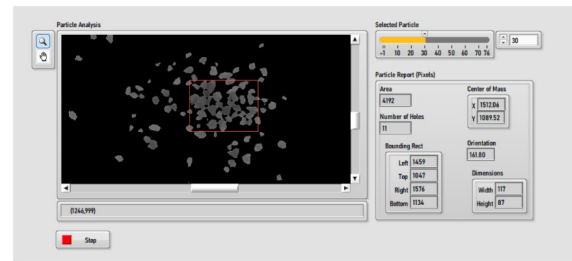 Particle Analysis
Selected Particle
-1 10 20 30 40 50 60 70 76
30
Particle Report (Pixels)
Area
4192
Center of Mass
X 1512.06
Y 1089.52
Number of Holes
11
Bounding Rect
Left 1459
Top 1047
Right 1576
Bottom 1134
Orientation
161.80
Dimensions
Width 117
Height 87
(1246,999)
Stop